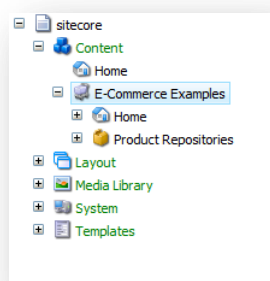 sitecore
Content
Home
E-Commerce Examples
Home
Product Repositories
Layout
Media Library
System
Templates